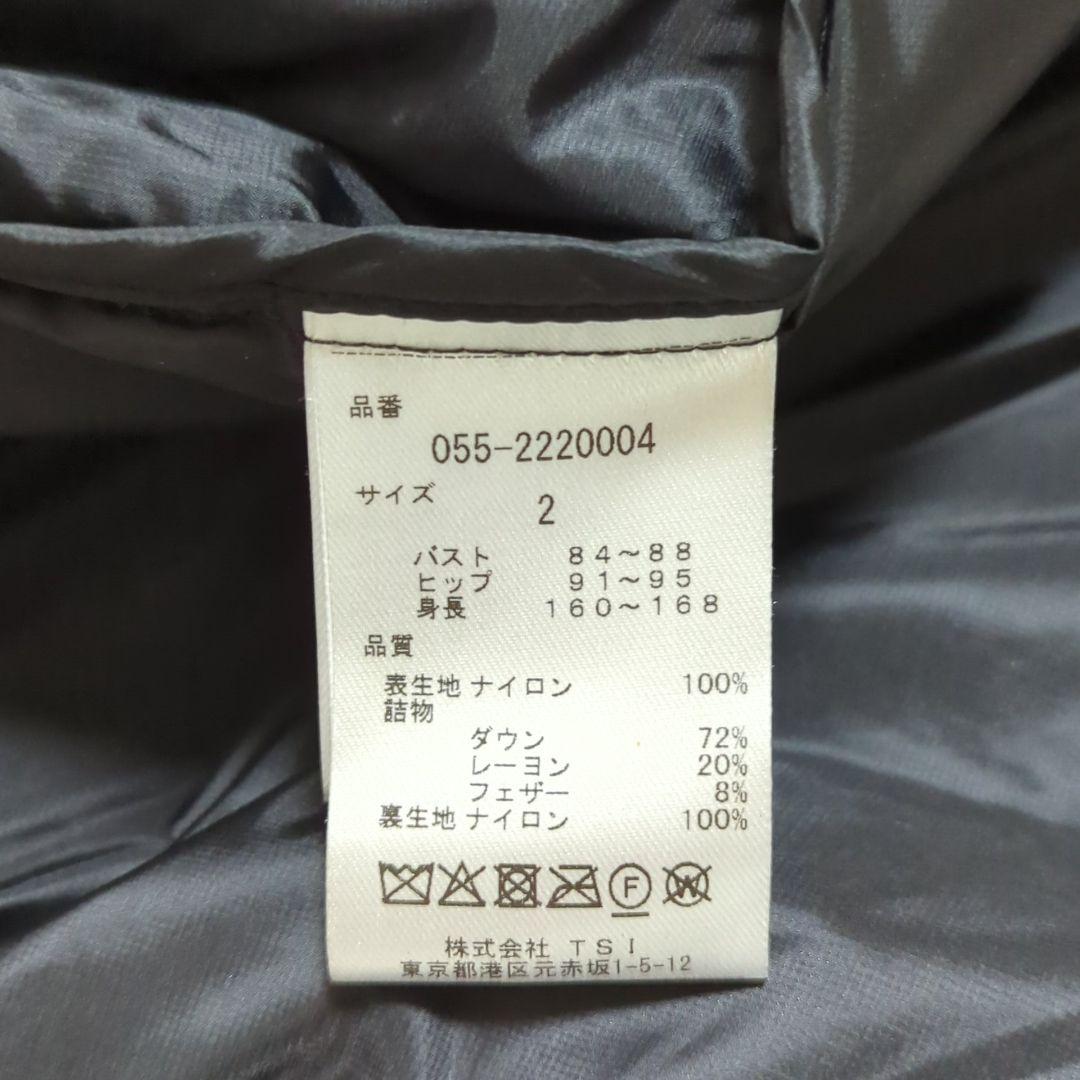 品番
055-2220004
サイズ
2
バスト 84～88
ヒップ 91～95
身長 160～168
品質
表生地 ナイロン 100%
詰物
ダウン 72%
レーヨン 20%
フェザー 8%
裏生地 ナイロン 100%
F W
株式会社 TSI
東京都港区元赤坂1-5-12